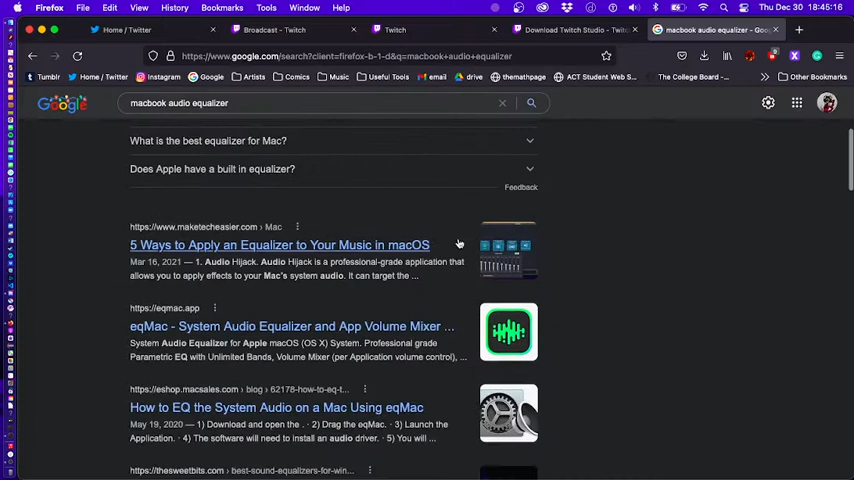 Firefox File Edit View History Bookmarks Tools Window Help Thu Dec 30 18:45:16
Home / Twitter Broadcast - Twitch Twitch Download Twitch Studio - Twitc macbook audio equalizer - Goo
https://www.google.com/search?client=firefox-b-1-d&q=macbook+audio+equalizer
Tumblr Home / Twitter Instagram Google Artists Comics Music Useful Tools email drive themathpage ACT Student Web S... The College Board -... Other Bookmarks
Google macbook audio equalizer
What is the best equalizer for Mac?
Does Apple have a built in equalizer?
Feedback
https://www.maketecheasier.com › Mac
5 Ways to Apply an Equalizer to Your Music in macOS
Mar 16, 2021 — 1. Audio Hijack. Audio Hijack is a professional-grade application that
allows you to apply effects to your Mac's system audio. It can target the ...
https://eqmac.app
eqMac - System Audio Equalizer and App Volume Mixer ...
System Audio Equalizer for Apple macOS (OS X) System. Professional grade
Parametric EQ with Unlimited Bands, Volume Mixer (per Application volume control), ...
https://eshop.macsales.com › blog › 62178-how-to-eq-t...
How to EQ the System Audio on a Mac Using eqMac
May 19, 2020 — 1) Download and open the . · 2) Drag the eqMac. · 3) Launch the
Application. · 4) The software will need to install an audio driver. · 5) You will ...
https://thesweetbits.com › best-sound-equalizers-for-win...